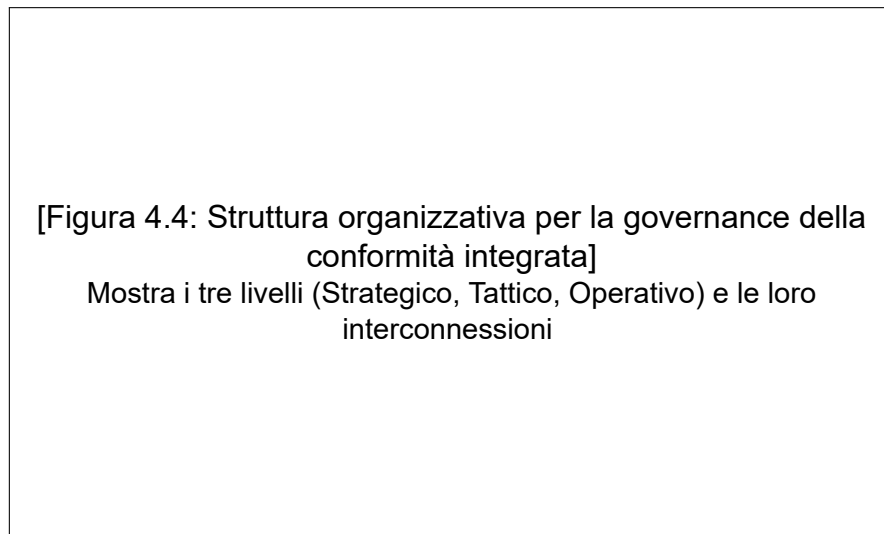 [Figura 4.4: Struttura organizzativa per la governance della
conformità integrata]
Mostra i tre livelli (Strategico, Tattico, Operativo) e le loro
interconnessioni